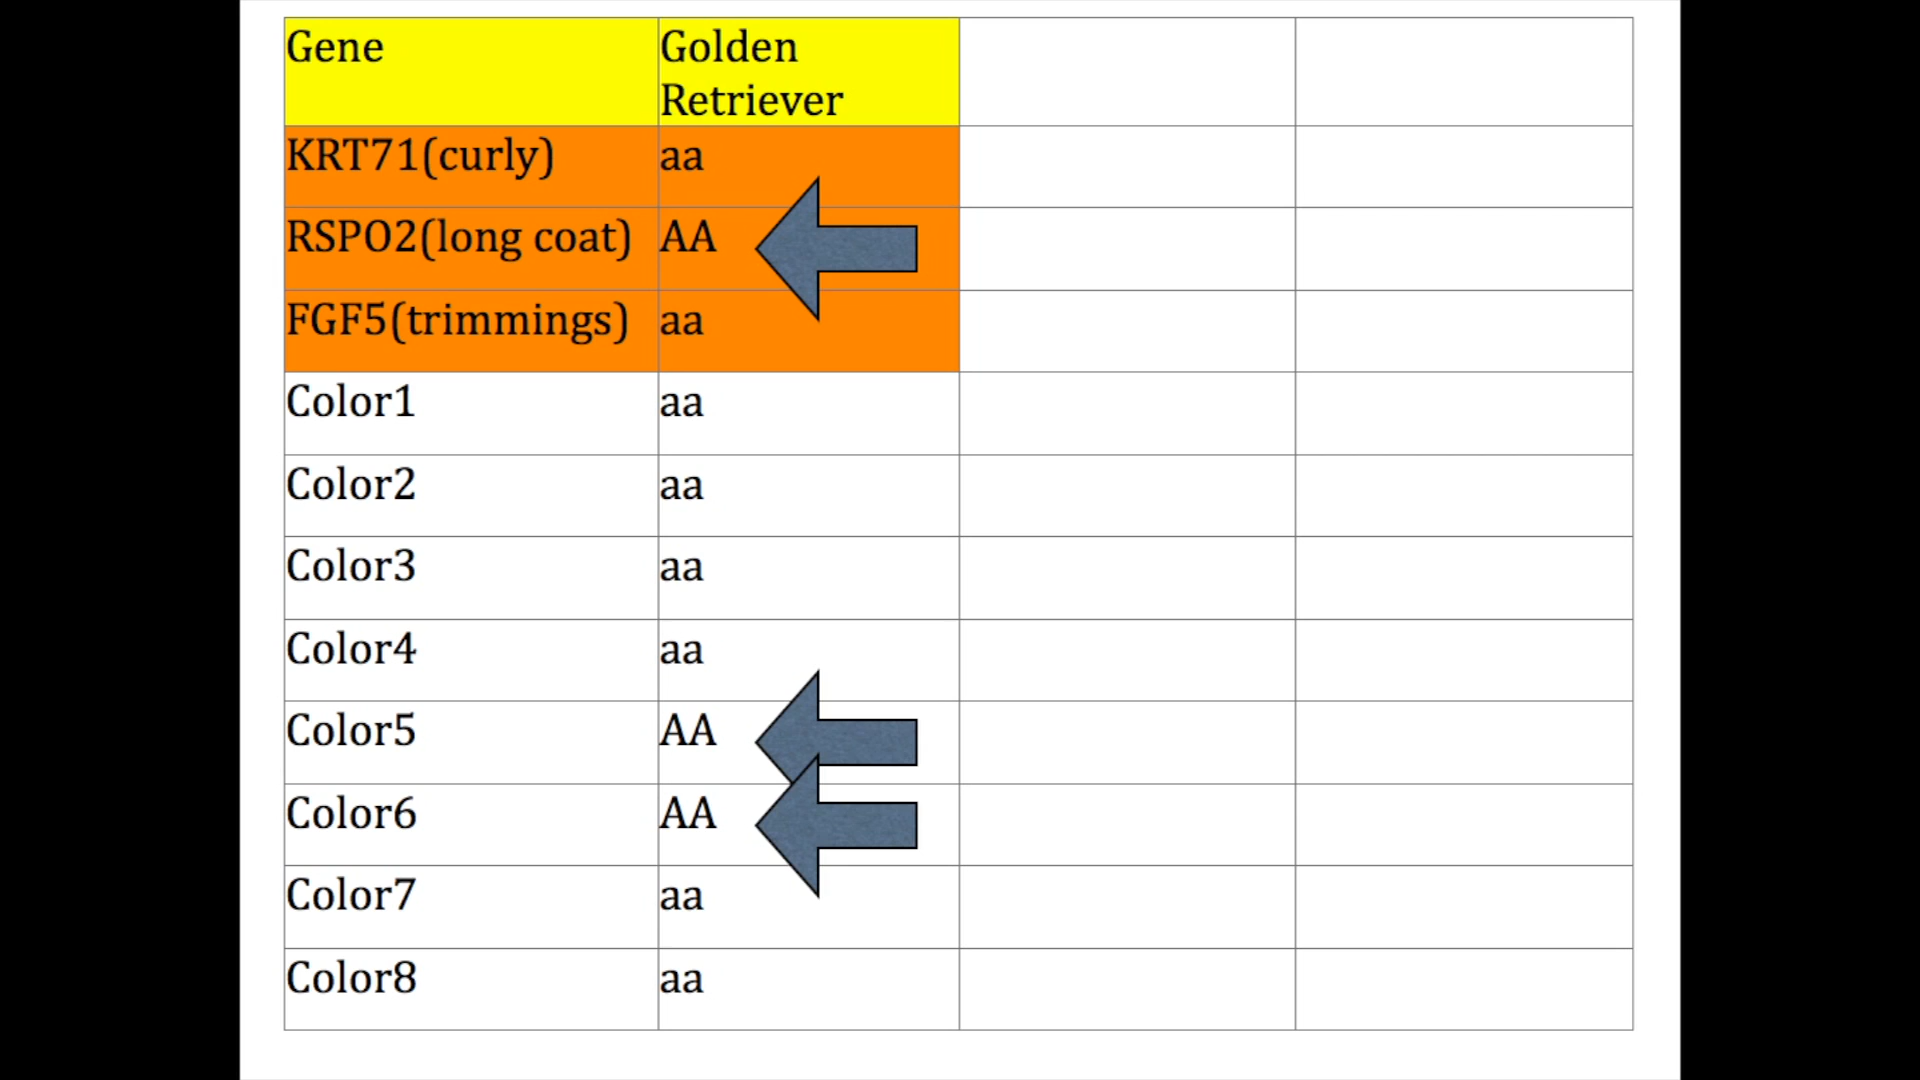 Gene
Golden
Retriever
KRT71(curly)
aa
RSPO2(long coat)
AA
FGF5(trimmings)
aa
Color1
aa
Color2
aa
Color3
aa
Color4
aa
Color5
AA
Color6
AA
Color7
aa
Color8
aa